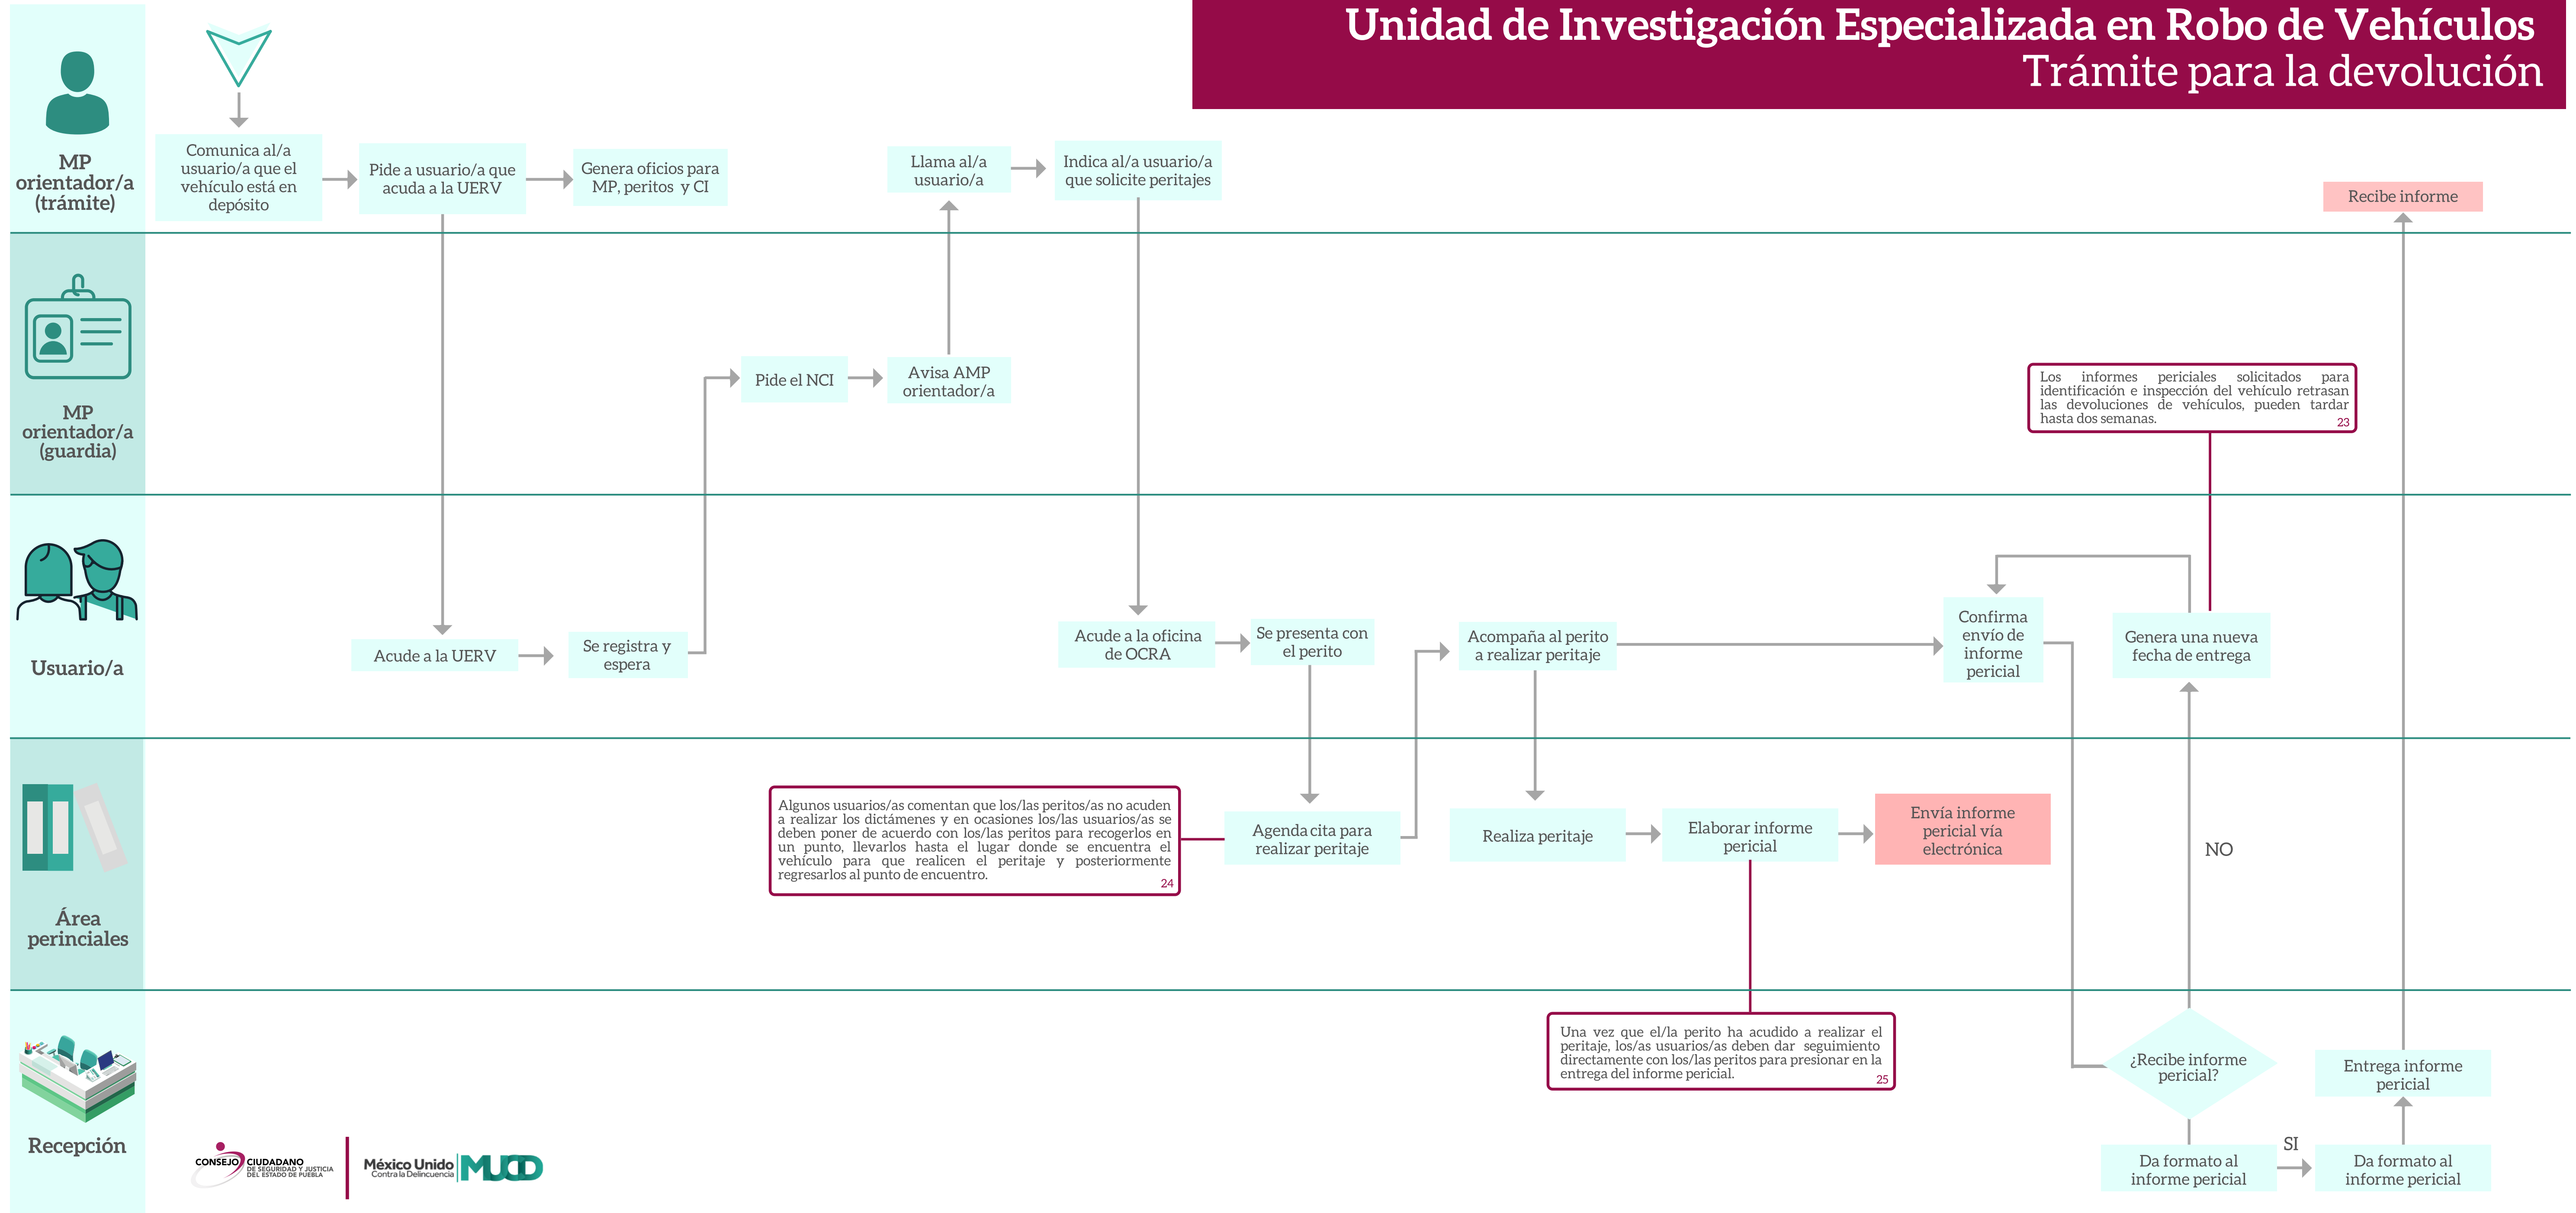 Unidad de Investigación Especializada en Robo de Vehículos
Trámite para la devolución
MP
orientador/a
(trámite)
Comunica al/a
usuario/a que el
vehículo está en
depósito
Pide a usuario/a que
acuda a la UERV
Genera oficios para
MP, peritos y CI
Llama al/a
usuario/a
Indica al/a usuario/a
que solicite peritajes
Recibe informe
MP
orientador/a
(guardia)
Pide el NCI
Avisa AMP
orientador/a
Los informes periciales solicitados para
identificación e inspección del vehículo retrasan
las devoluciones de vehículos, pueden tardar
hasta dos semanas.
23
Usuario/a
Acude a la UERV
Se registra y
espera
Acude a la oficina
de OCRA
Se presenta con
el perito
Acompaña al perito
a realizar peritaje
Confirma
envío de
informe
pericial
Genera una nueva
fecha de entrega
Área
perinciales
Algunos usuarios/as comentan que los/las peritos/as no acuden
a realizar los dictámenes y en ocasiones los/las usuarios/as se
deben poner de acuerdo con los/las peritos para recogerlos en
un punto, llevarlos hasta el lugar donde se encuentra el
vehículo para que realicen el peritaje y posteriormente
regresarlos al punto de encuentro.
24
Agenda cita para
realizar peritaje
Realiza peritaje
Elaborar informe
pericial
Envía informe
pericial vía
electrónica
NO
Recepción
Una vez que el/la perito ha acudido a realizar el
peritaje, los/as usuarios/as deben dar seguimiento
directamente con los/las peritos para presionar en la
entrega del informe pericial.
25
¿Recibe informe
pericial?
Entrega informe
pericial
SI
Da formato al
informe pericial
Da formato al
informe pericial
CONSEJO CIUDADANO
DE SEGURIDAD Y JUSTICIA
DEL ESTADO DE PUEBLA
México Unido
Contra la Delincuencia
MUCD